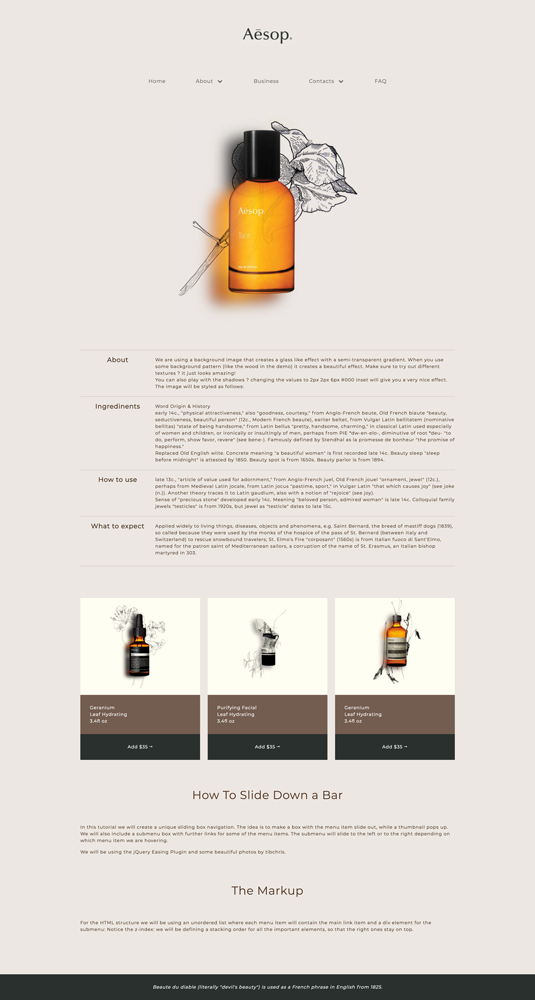 Aēsop.
Home About Business Contacts FAQ
Aēsop
About
We are using a background image that creates a glass like effect with a semi-transparent gradient. When you use
some background pattern (like the wood in the demo) it creates a beautiful effect. Make sure to try out different
textures ? it just looks amazing!
You can also play with the shadows ? changing the values to 2px 2px 6px #000 inset will give you a very nice effect.
The image will be styled as follows:
Ingredinents
Word Origin & History
early 14c., "physical attractiveness," also "goodness, courtesy," from Anglo-French beute, Old French biaute "beauty,
seductiveness, beautiful person" (12c., Modern French beauté), earlier beltet, from Vulgar Latin bellitatem (nominative
bellitas) "state of being handsome," from Latin bellus "pretty, handsome, charming," in classical Latin used especially
of women and children, or ironically or insultingly of men, perhaps from PIE *dw-en-elo-, diminutive of root *deu- "to
do, perform, show favor, revere" (see bene-). Famously defined by Stendhal as la promesse de bonheur "the promise of
happiness."
Replaced Old English wlite. Concrete meaning "a beautiful woman" is first recorded late 14c. Beauty sleep "sleep
before midnight" is attested by 1850. Beauty spot is from 1650s. Beauty parlor is from 1894.
How to use
late 13c., "article of value used for adornment," from Anglo-French juel, Old French jouel "ornament, jewel" (12c.),
perhaps from Medieval Latin jocale, from Latin jocus "pastime, sport," in Vulgar Latin "that which causes joy" (see joke
(n.)). Another theory traces it to Latin gaudium, also with a notion of "rejoice" (see joy).
Sense of "precious stone" developed early 14c. Meaning "beloved person, admired woman" is late 14c. Colloquial family
jewels "testicles" is from 1920s, but jewel as "testicle" dates to late 15c.
What to expect
Applied widely to living things, diseases, objects and phenomena, e.g. Saint Bernard, the breed of mastiff dogs (1839),
so called because they were used by the monks of the hospice of the pass of St. Bernard (between Italy and
Switzerland) to rescue snowbound travelers; St. Elmo's Fire "corposant" (1560s) is from Italian fuoco di Sant'Elmo,
named for the patron saint of Mediterranean sailors, a corruption of the name of St. Erasmus, an Italian bishop
martyred in 303.
Geranium
Leaf Hydrating
3.4fl oz
Add $35 →
Purifying Facial
Leaf Hydrating
3.4fl oz
Add $35 →
Geranium
Leaf Hydrating
3.4fl oz
Add $35 →
How To Slide Down a Bar
In this tutorial we will create a unique sliding box navigation. The idea is to make a box with the menu item slide out, while a thumbnail pops up.
We will also include a submenu box with further links for some of the menu items. The submenu will slide to the left or to the right depending on
which menu item we are hovering.
We will be using the jQuery Easing Plugin and some beautiful photos by tibchris.
The Markup
For the HTML structure we will be using an unordered list where each menu item will contain the main link item and a div element for the
submenu: Notice the z-index: we will be defining a stacking order for all the important elements, so that the right ones stay on top.
Beaute du diable (literally "devil's beauty") is used as a French phrase in English from 1825.